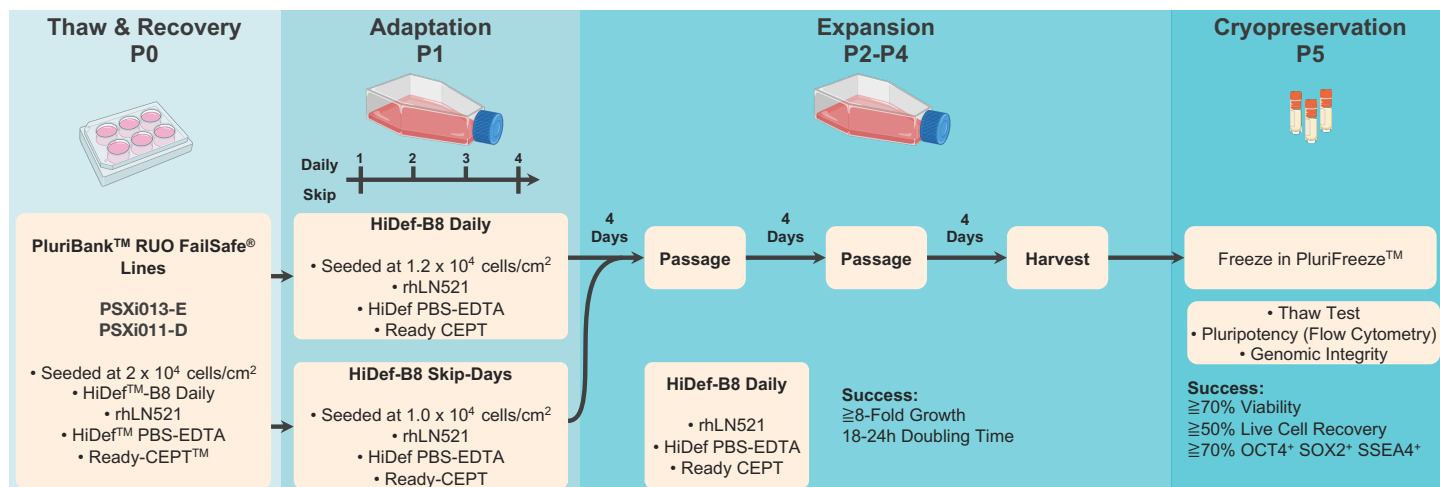 Thaw & Recovery
P0
Adaptation
P1
Expansion
P2-P4
Cryopreservation
P5
Daily
Skip
1 2 3 4
PluriBank™ RUO FailSafe®
Lines
PSXi013-E
PSXi011-D
• Seeded at 2 x 10⁴ cells/cm²
• HiDef™-B8 Daily
• rhLN521
• HiDef™ PBS-EDTA
• Ready-CEPT™
HiDef-B8 Daily
• Seeded at 1.2 x 10⁴ cells/cm²
• rhLN521
• HiDef PBS-EDTA
• Ready CEPT
HiDef-B8 Skip-Days
• Seeded at 1.0 x 10⁴ cells/cm²
• rhLN521
• HiDef PBS-EDTA
• Ready-CEPT
4
Days
Passage
4
Days
Passage
4
Days
Harvest
HiDef-B8 Daily
• rhLN521
• HiDef PBS-EDTA
• Ready CEPT
Success:
≧8-Fold Growth
18-24h Doubling Time
Freeze in PluriFreeze™
• Thaw Test
• Pluripotency (Flow Cytometry)
• Genomic Integrity
Success:
≧70% Viability
≧50% Live Cell Recovery
≧70% OCT4⁺ SOX2⁺ SSEA4⁺